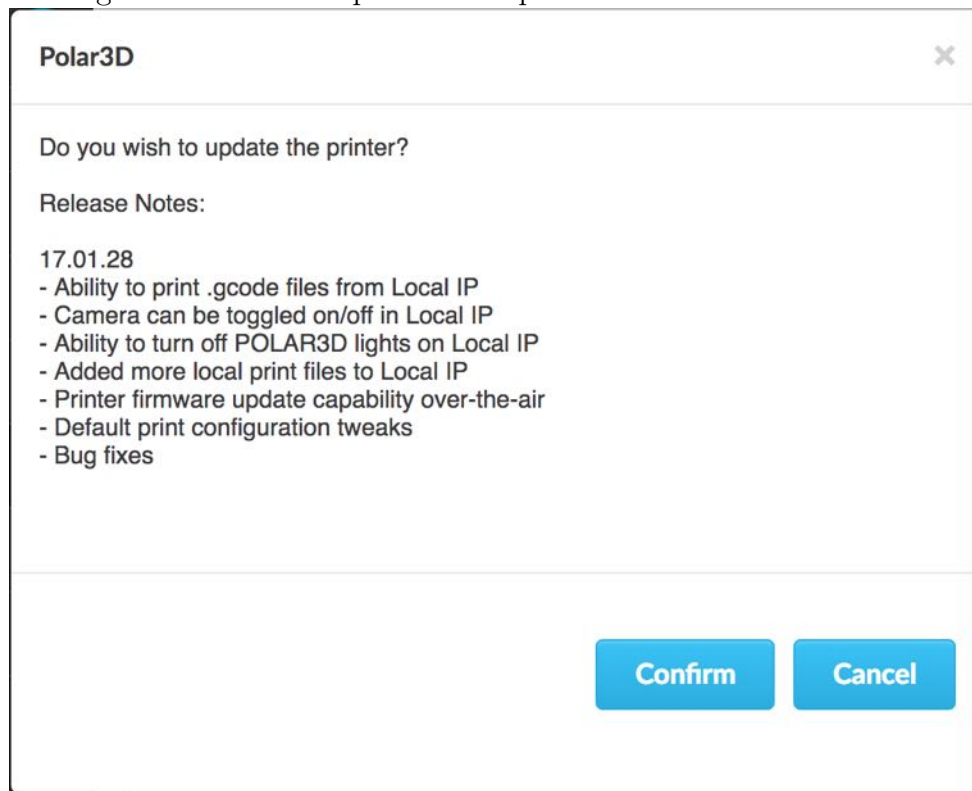 Polar3D
Do you wish to update the printer?
Release Notes:
17.01.28
- Ability to print .gcode files from Local IP
- Camera can be toggled on/off in Local IP
- Ability to turn off POLAR3D lights on Local IP
- Added more local print files to Local IP
- Printer firmware update capability over-the-air
- Default print configuration tweaks
- Bug fixes
Confirm Cancel